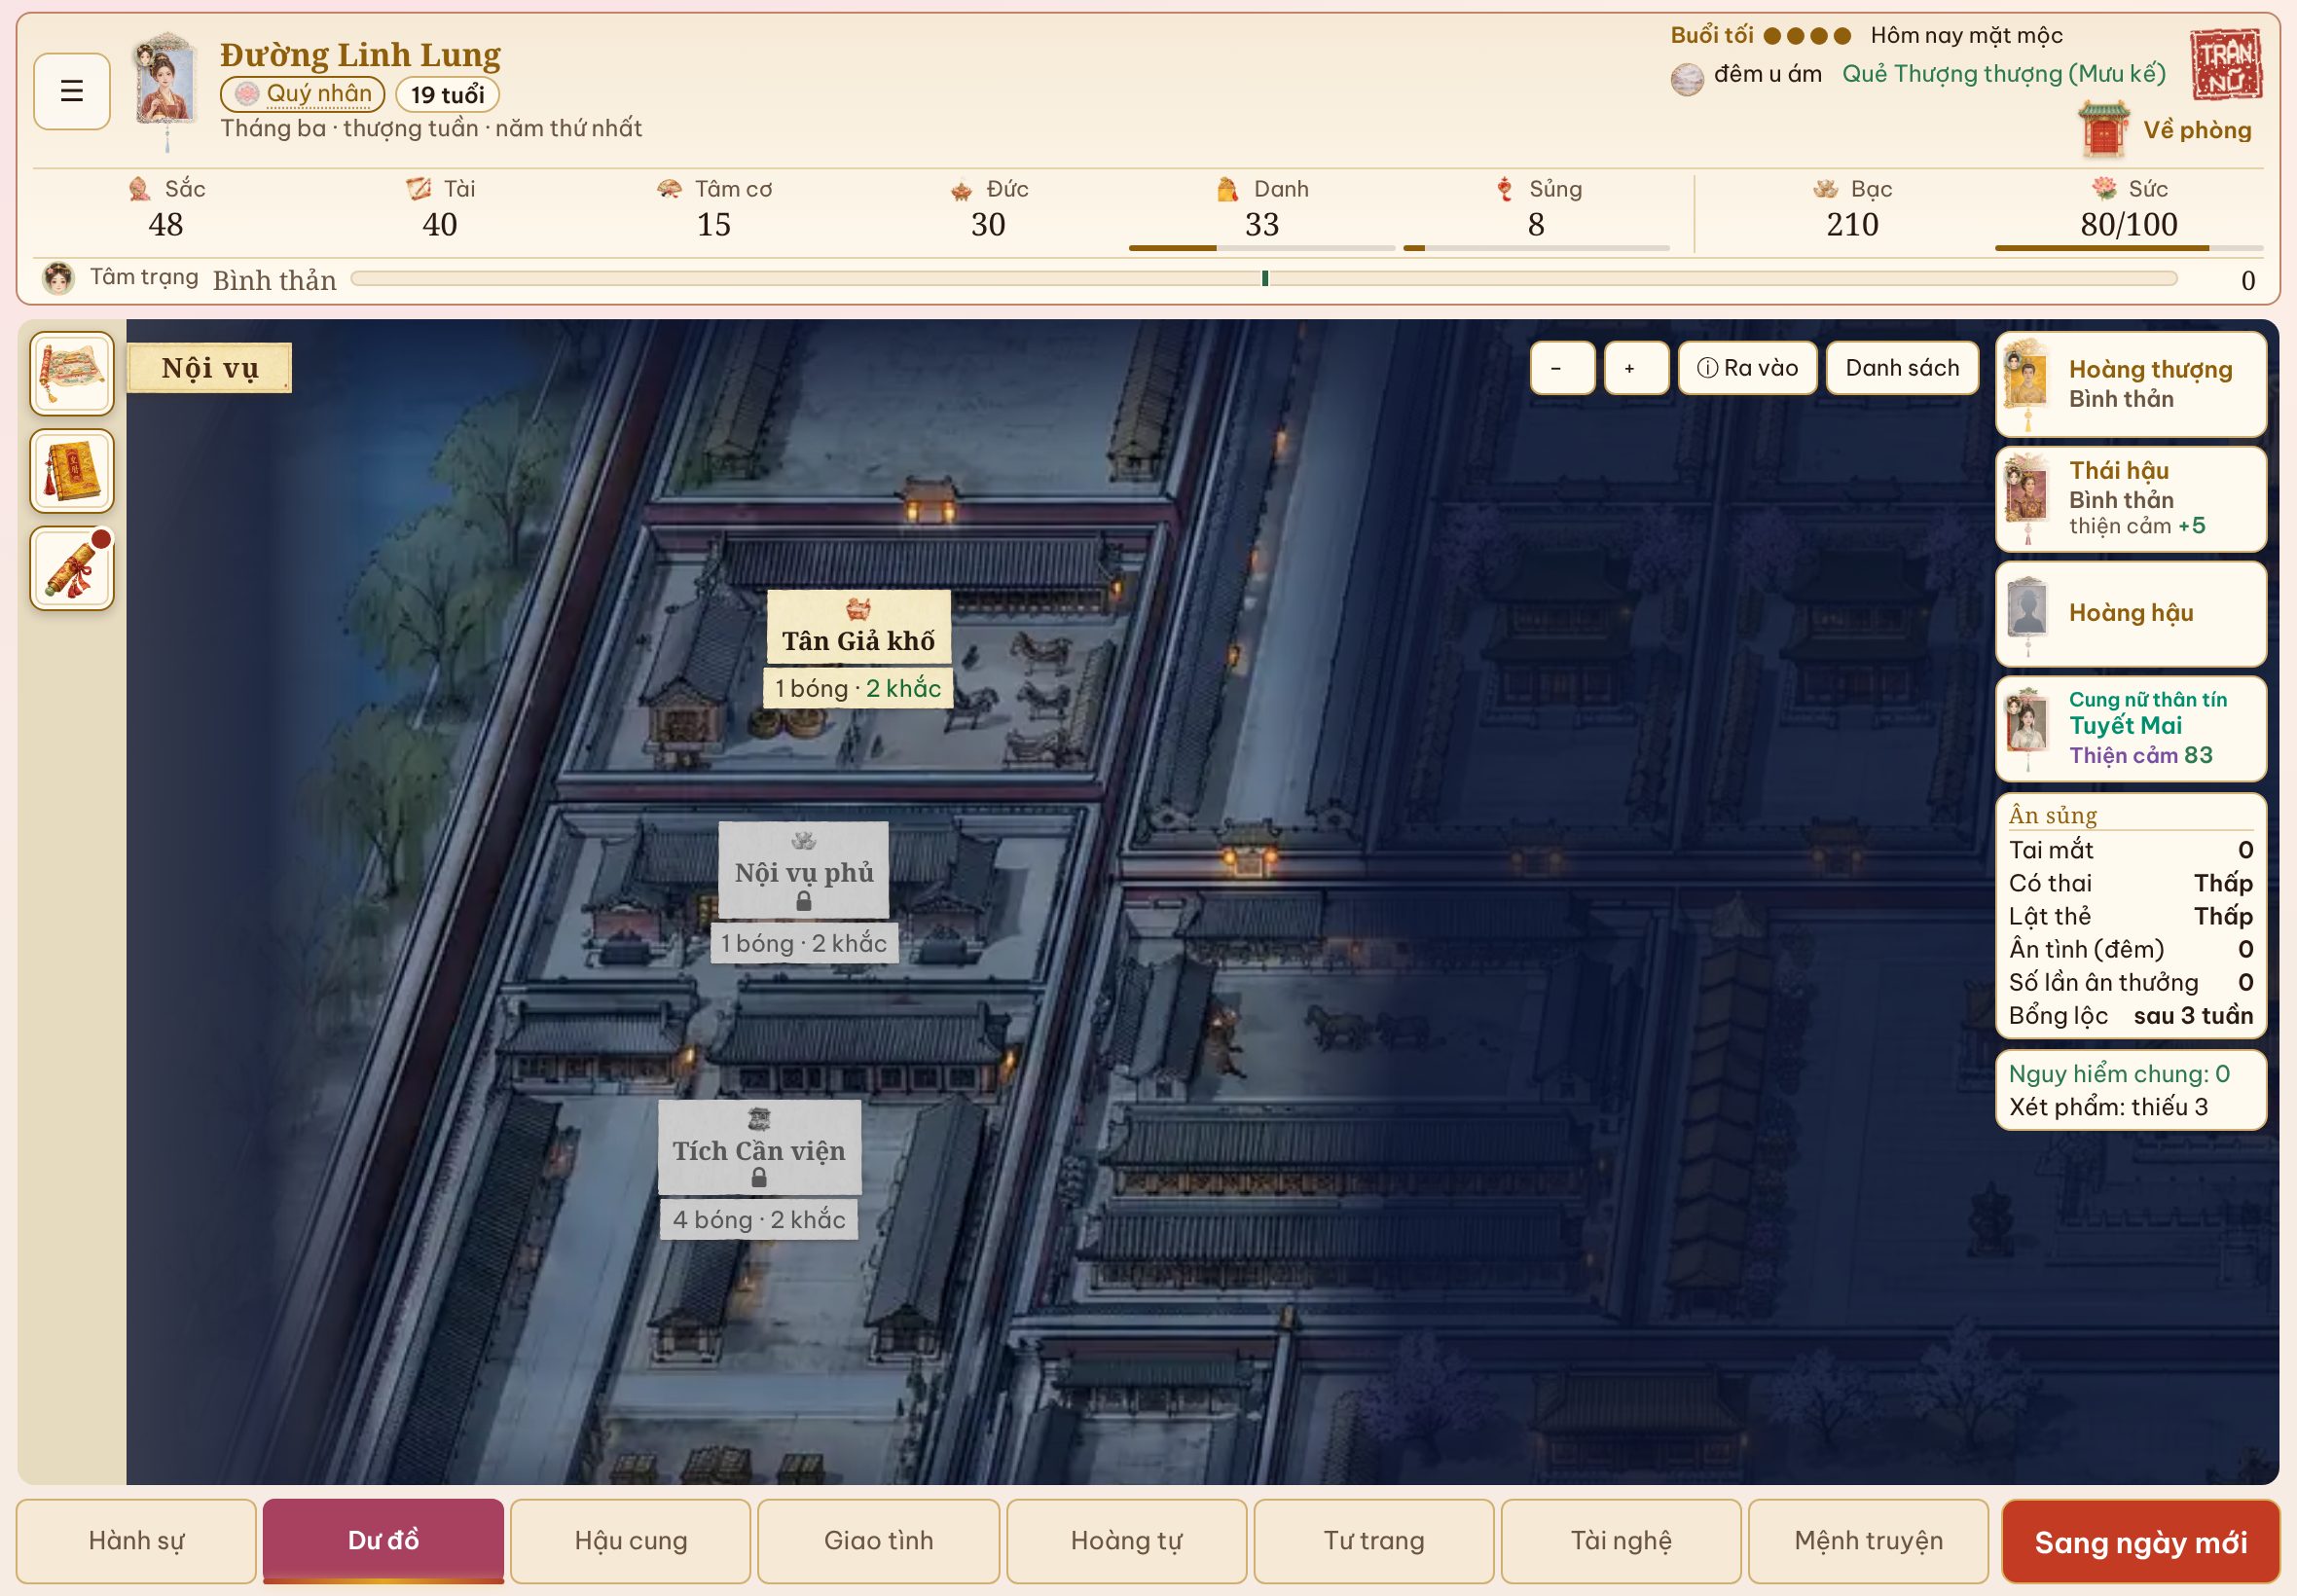 Đường Linh Lung
Quý nhân
19 tuổi
Tháng ba · thượng tuần · năm thứ nhất
Buổi tối
Hôm nay mặt mộc
đêm u ám
Quẻ Thượng thượng (Mưu kế)
TRÂN NỮ
Về phòng
Sắc
48
Tài
40
Tâm cơ
15
Đức
30
Danh
33
Sủng
8
Bạc
210
Sức
80/100
Tâm trạng
Bình thản
0
Nội vụ
-
+
ⓘ Ra vào
Danh sách
Tân Giả khố
1 bóng · 2 khắc
Nội vụ phủ
1 bóng · 2 khắc
Tích Cần viện
4 bóng · 2 khắc
Hoàng thượng
Bình thản
Thái hậu
Bình thản
thiện cảm +5
Hoàng hậu
Cung nữ thân tín
Tuyết Mai
Thiện cảm 83
Ân sủng
Tai mắt 0
Có thai Thấp
Lật thẻ Thấp
Ân tình (đêm) 0
Số lần ân thưởng 0
Bổng lộc sau 3 tuần
Nguy hiểm chung: 0
Xét phẩm: thiếu 3
Hành sự
Dư đồ
Hậu cung
Giao tình
Hoàng tự
Tư trang
Tài nghệ
Mệnh truyện
Sang ngày mới